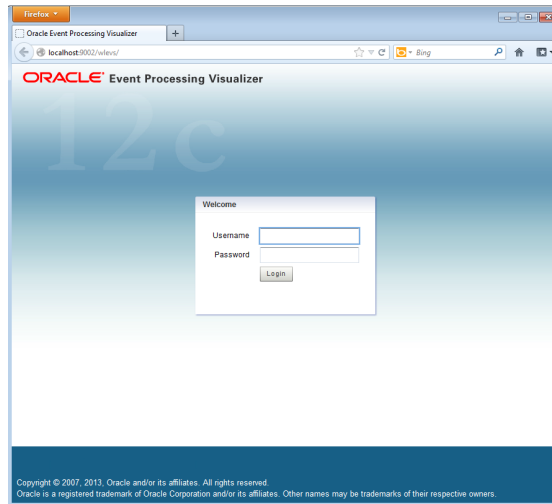 Firefox
Oracle Event Processing Visualizer
+
localhost:9002/wlevs/
Bing
ORACLE Event Processing Visualizer
12c
Welcome
Username
Password
Login
Copyright © 2007, 2013, Oracle and/or its affiliates. All rights reserved.
Oracle is a registered trademark of Oracle Corporation and/or its affiliates. Other names may be trademarks of their respective owners.